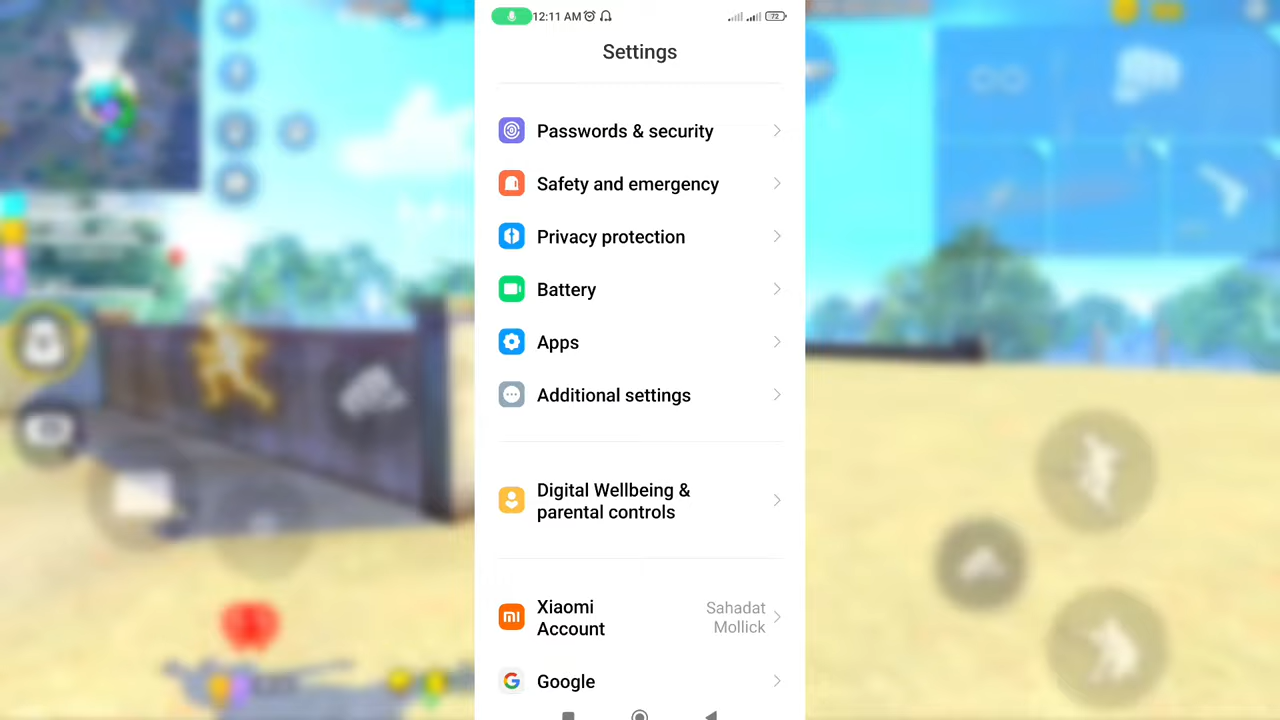 12:11 AM
72
Settings
Passwords & security
Safety and emergency
Privacy protection
Battery
Apps
Additional settings
Digital Wellbeing &
parental controls
Xiaomi
Account
Sahadat
Mollick
Google